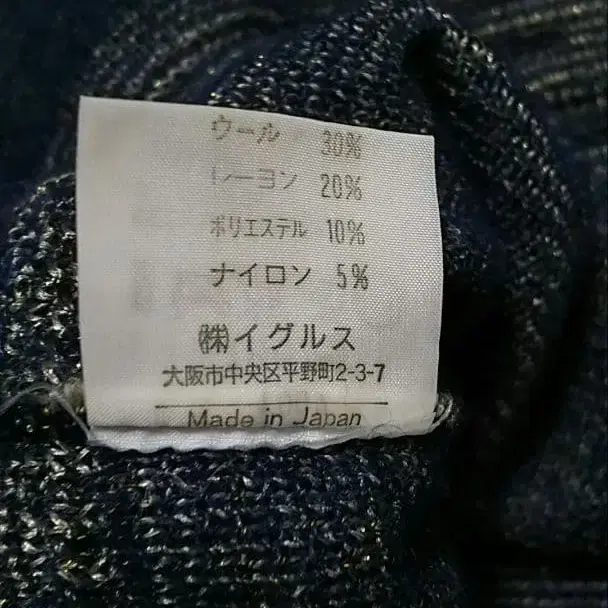 ウール 30%
レーヨン 20%
ポリエステル 10%
ナイロン 5%
㈱イグルス
大阪市中央区平野町2-3-7
Made in Japan